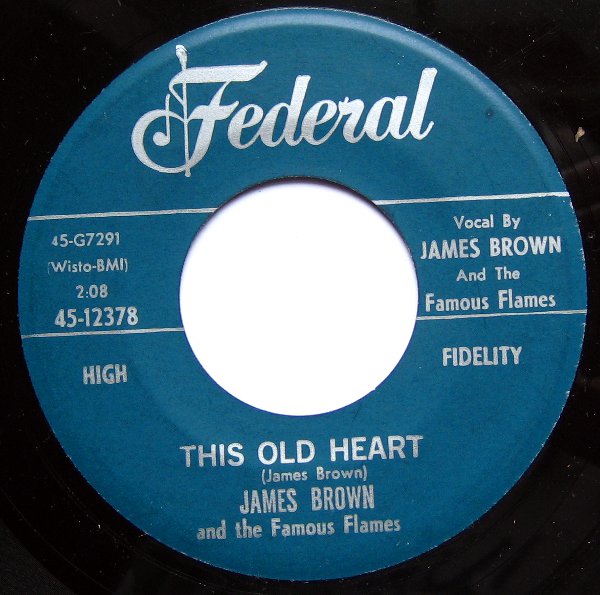 Federal
45-G7291
(Wisto-BMI)
2:08
45-12378
Vocal By
JAMES BROWN
And The
Famous Flames
HIGH
FIDELITY
THIS OLD HEART
(James Brown)
JAMES BROWN
and the Famous Flames